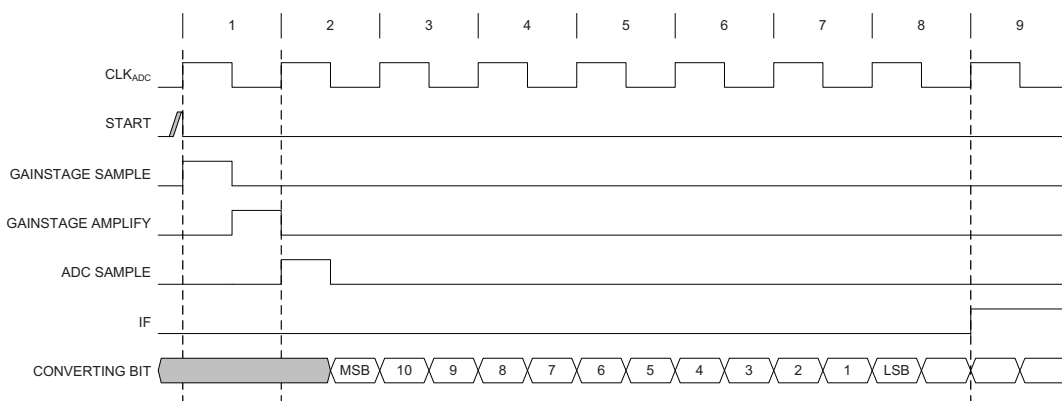 1 2 3 4 5 6 7 8 9
CLKADC
START
GAINSTAGE SAMPLE
GAINSTAGE AMPLIFY
ADC SAMPLE
IF
CONVERTING BIT MSB 10 9 8 7 6 5 4 3 2 1 LSB